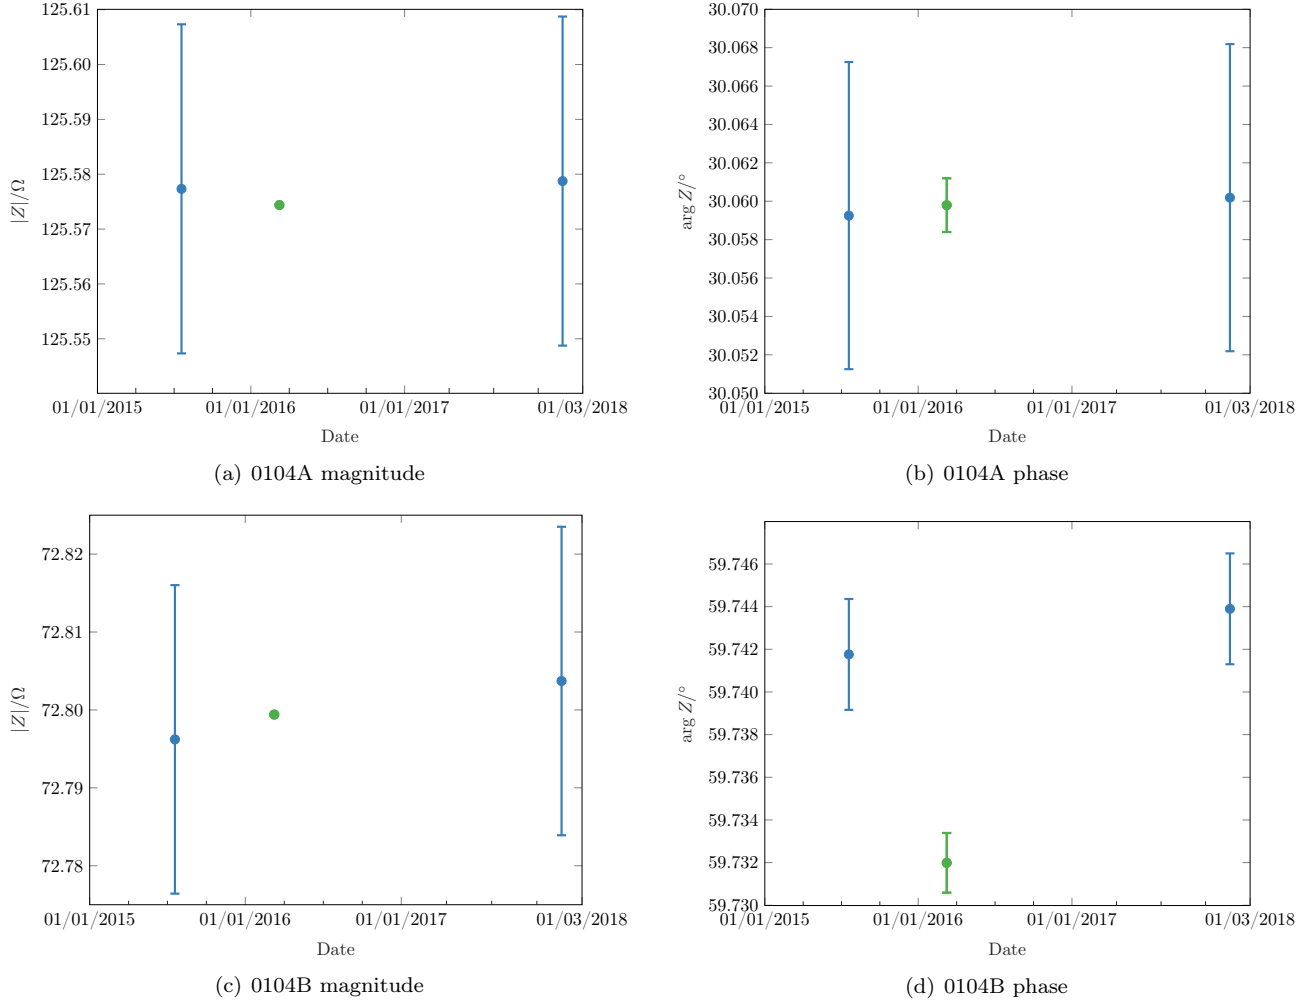 125.61
125.60
125.59
125.58
125.57
125.56
125.55
|Z|/Ω
01/01/2015 01/01/2016 01/01/2017 01/03/2018
Date
(a) 0104A magnitude
30.070
30.068
30.066
30.064
30.062
30.060
30.058
30.056
30.054
30.052
30.050
arg Z/°
01/01/2015 01/01/2016 01/01/2017 01/03/2018
Date
(b) 0104A phase
72.82
72.81
72.80
72.79
72.78
|Z|/Ω
01/01/2015 01/01/2016 01/01/2017 01/03/2018
Date
(c) 0104B magnitude
59.746
59.744
59.742
59.740
59.738
59.736
59.734
59.732
59.730
arg Z/°
01/01/2015 01/01/2016 01/01/2017 01/03/2018
Date
(d) 0104B phase